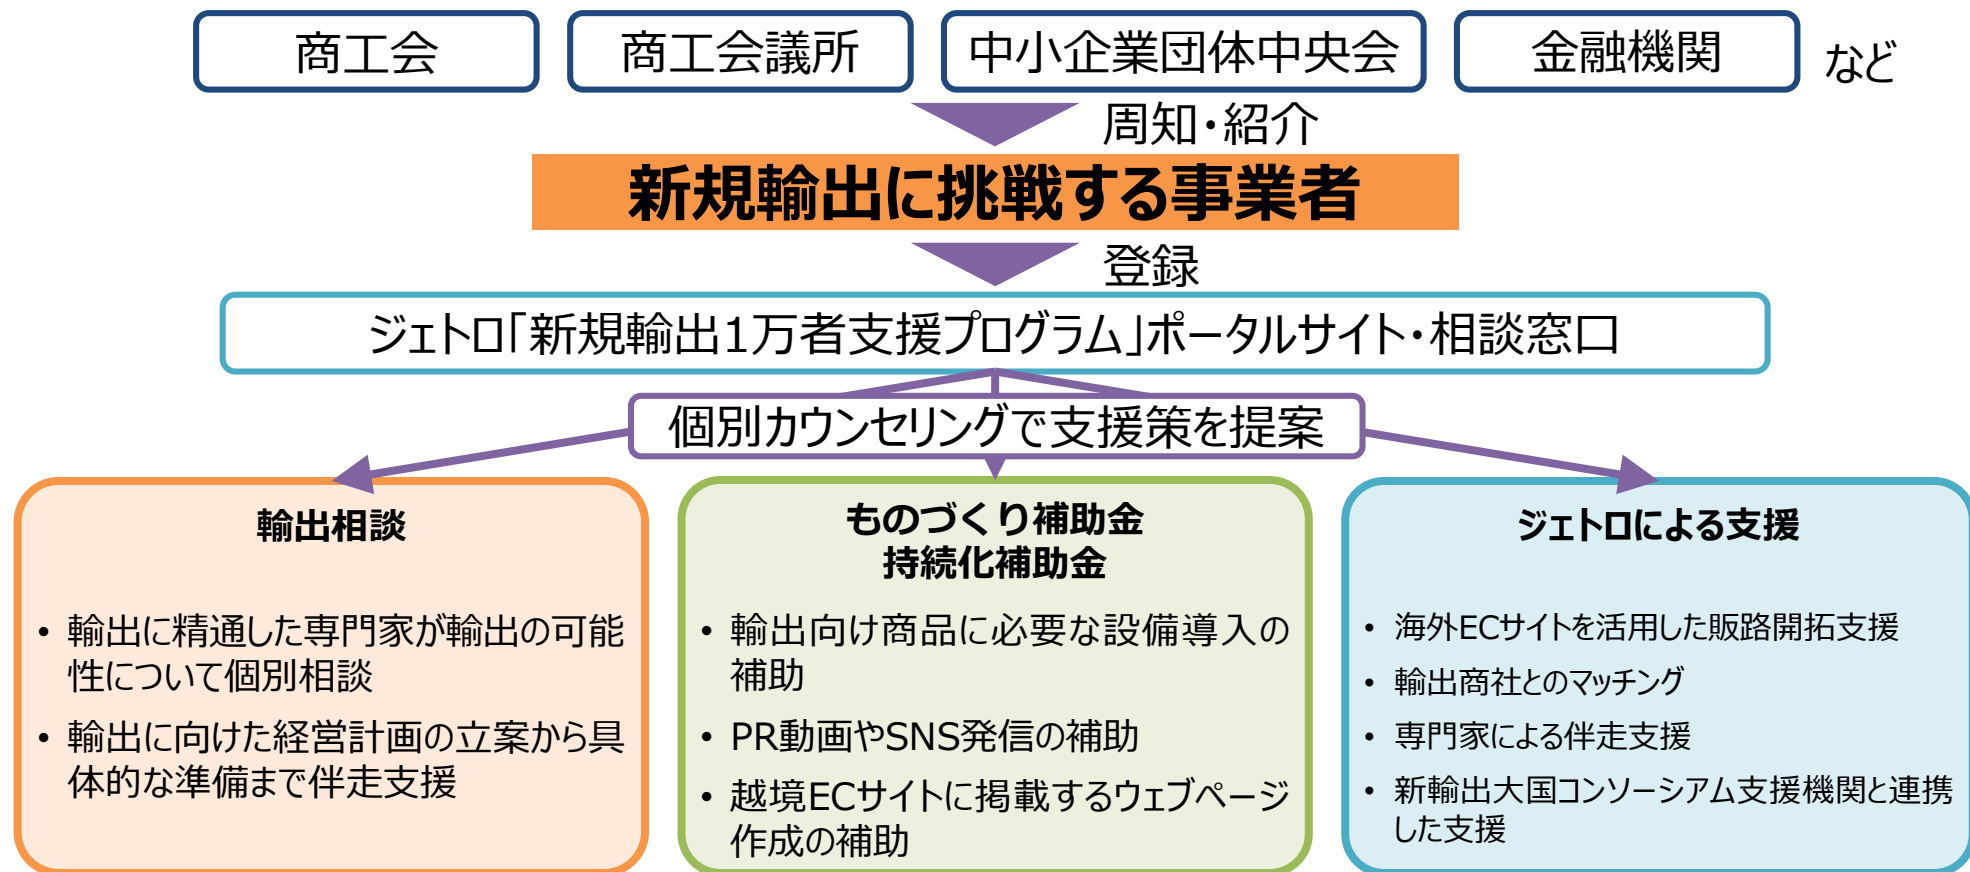 商工会
商工会議所
中小企業団体中央会
金融機関
など
周知・紹介
新規輸出に挑戦する事業者
登録
ジェトロ「新規輸出1万者支援プログラム」ポータルサイト・相談窓口
個別カウンセリングで支援策を提案
輸出相談
• 輸出に精通した専門家が輸出の可能
性について個別相談
• 輸出に向けた経営計画の立案から具
体的な準備まで伴走支援
ものづくり補助金
持続化補助金
• 輸出向け商品に必要な設備導入の
補助
• PR動画やSNS発信の補助
• 越境ECサイトに掲載するウェブページ
作成の補助
ジェトロによる支援
• 海外ECサイトを活用した販路開拓支援
• 輸出商社とのマッチング
• 専門家による伴走支援
• 新輸出大国コンソーシアム支援機関と連携
した支援